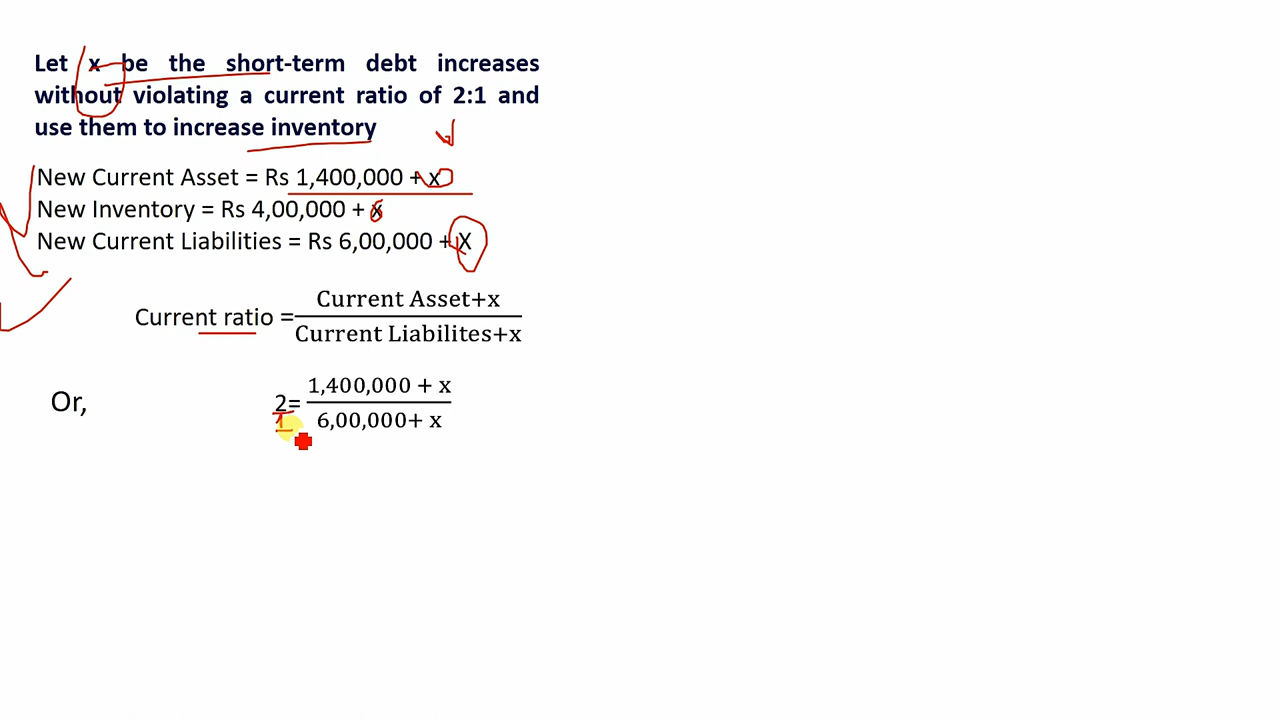 Let x be the short-term debt increases
without violating a current ratio of 2:1 and
use them to increase inventory
New Current Asset = Rs 1,400,000 + x
New Inventory = Rs 4,00,000 + x
New Current Liabilities = Rs 6,00,000 + X
Current ratio = Current Asset+x / Current Liabilites+x
Or, 2/1 = 1,400,000 + x / 6,00,000+ x